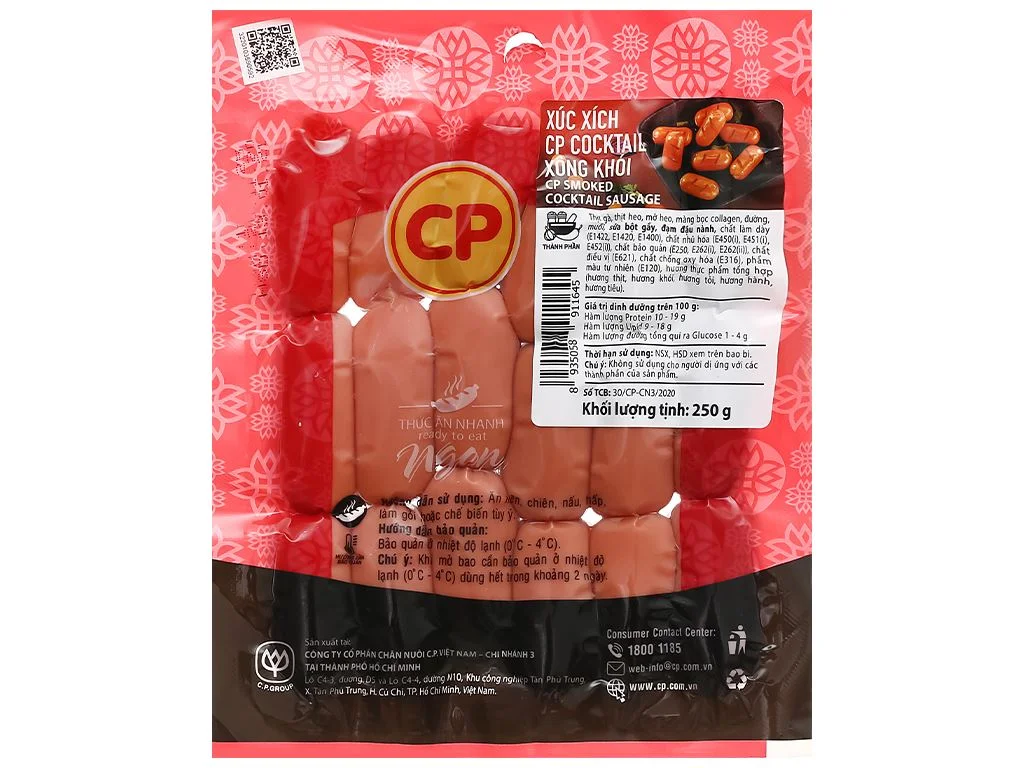 3220103690592
CP
XÚC XÍCH
CP COCKTAIL
XÔNG KHÓI
CP SMOKED
COCKTAIL SAUSAGE
THÀNH PHẦN
Thịt gà, thịt heo, mỡ heo, màng bọc collagen, đường,
muối, sữa bột gầy, đạm đậu nành, chất làm dày
(E1422, E1420, E1400), chất nhũ hóa (E450(i), E451(i),
E452(i)), chất bảo quản (E250, E262(i), E262(ii)), chất
điều vị (E621), chất chống oxy hóa (E316), phẩm
màu tự nhiên (E120), hương thực phẩm tổng hợp
(hương thịt, hương khói, hương tỏi, hương hành,
hương tiêu).
Giá trị dinh dưỡng trên 100 g:
Hàm lượng Protein 10 - 19 g
Hàm lượng Lipid 9 - 18 g
Hàm lượng đường tổng qui ra Glucose 1 - 4 g
Thời hạn sử dụng: NSX, HSD xem trên bao bì.
Chú ý: Không sử dụng cho người dị ứng với các
thành phần của sản phẩm.
Số TCB: 30/CP-CN3/2020
Khối lượng tịnh: 250 g
8 935058 911645
THỨC ĂN NHANH
ready to eat
Ngon
Hướng dẫn sử dụng: Ăn liền, chiên, nấu, hấp,
làm gỏi hoặc chế biến tùy ý.
Hướng dẫn bảo quản:
Bảo quản ở nhiệt độ lạnh (0°C - 4°C).
Chú ý: Khi mở bao cần bảo quản ở nhiệt độ
lạnh (0°C - 4°C) dùng hết trong khoảng 2 ngày.
HƯỚNG DẪN
BẢO QUẢN
C.P. GROUP
Sản xuất tại:
CÔNG TY CỔ PHẦN CHĂN NUÔI C.P. VIỆT NAM – CHI NHÁNH 3
TẠI THÀNH PHỐ HỒ CHÍ MINH
Lô C4-3, đường D5 và Lô C4-4, đường N10, Khu công nghiệp Tân Phú Trung,
X. Tân Phú Trung, H. Củ Chi, TP. Hồ Chí Minh, Việt Nam.
Consumer Contact Center:
1800 1185
web-info@cp.com.vn
www.cp.com.vn